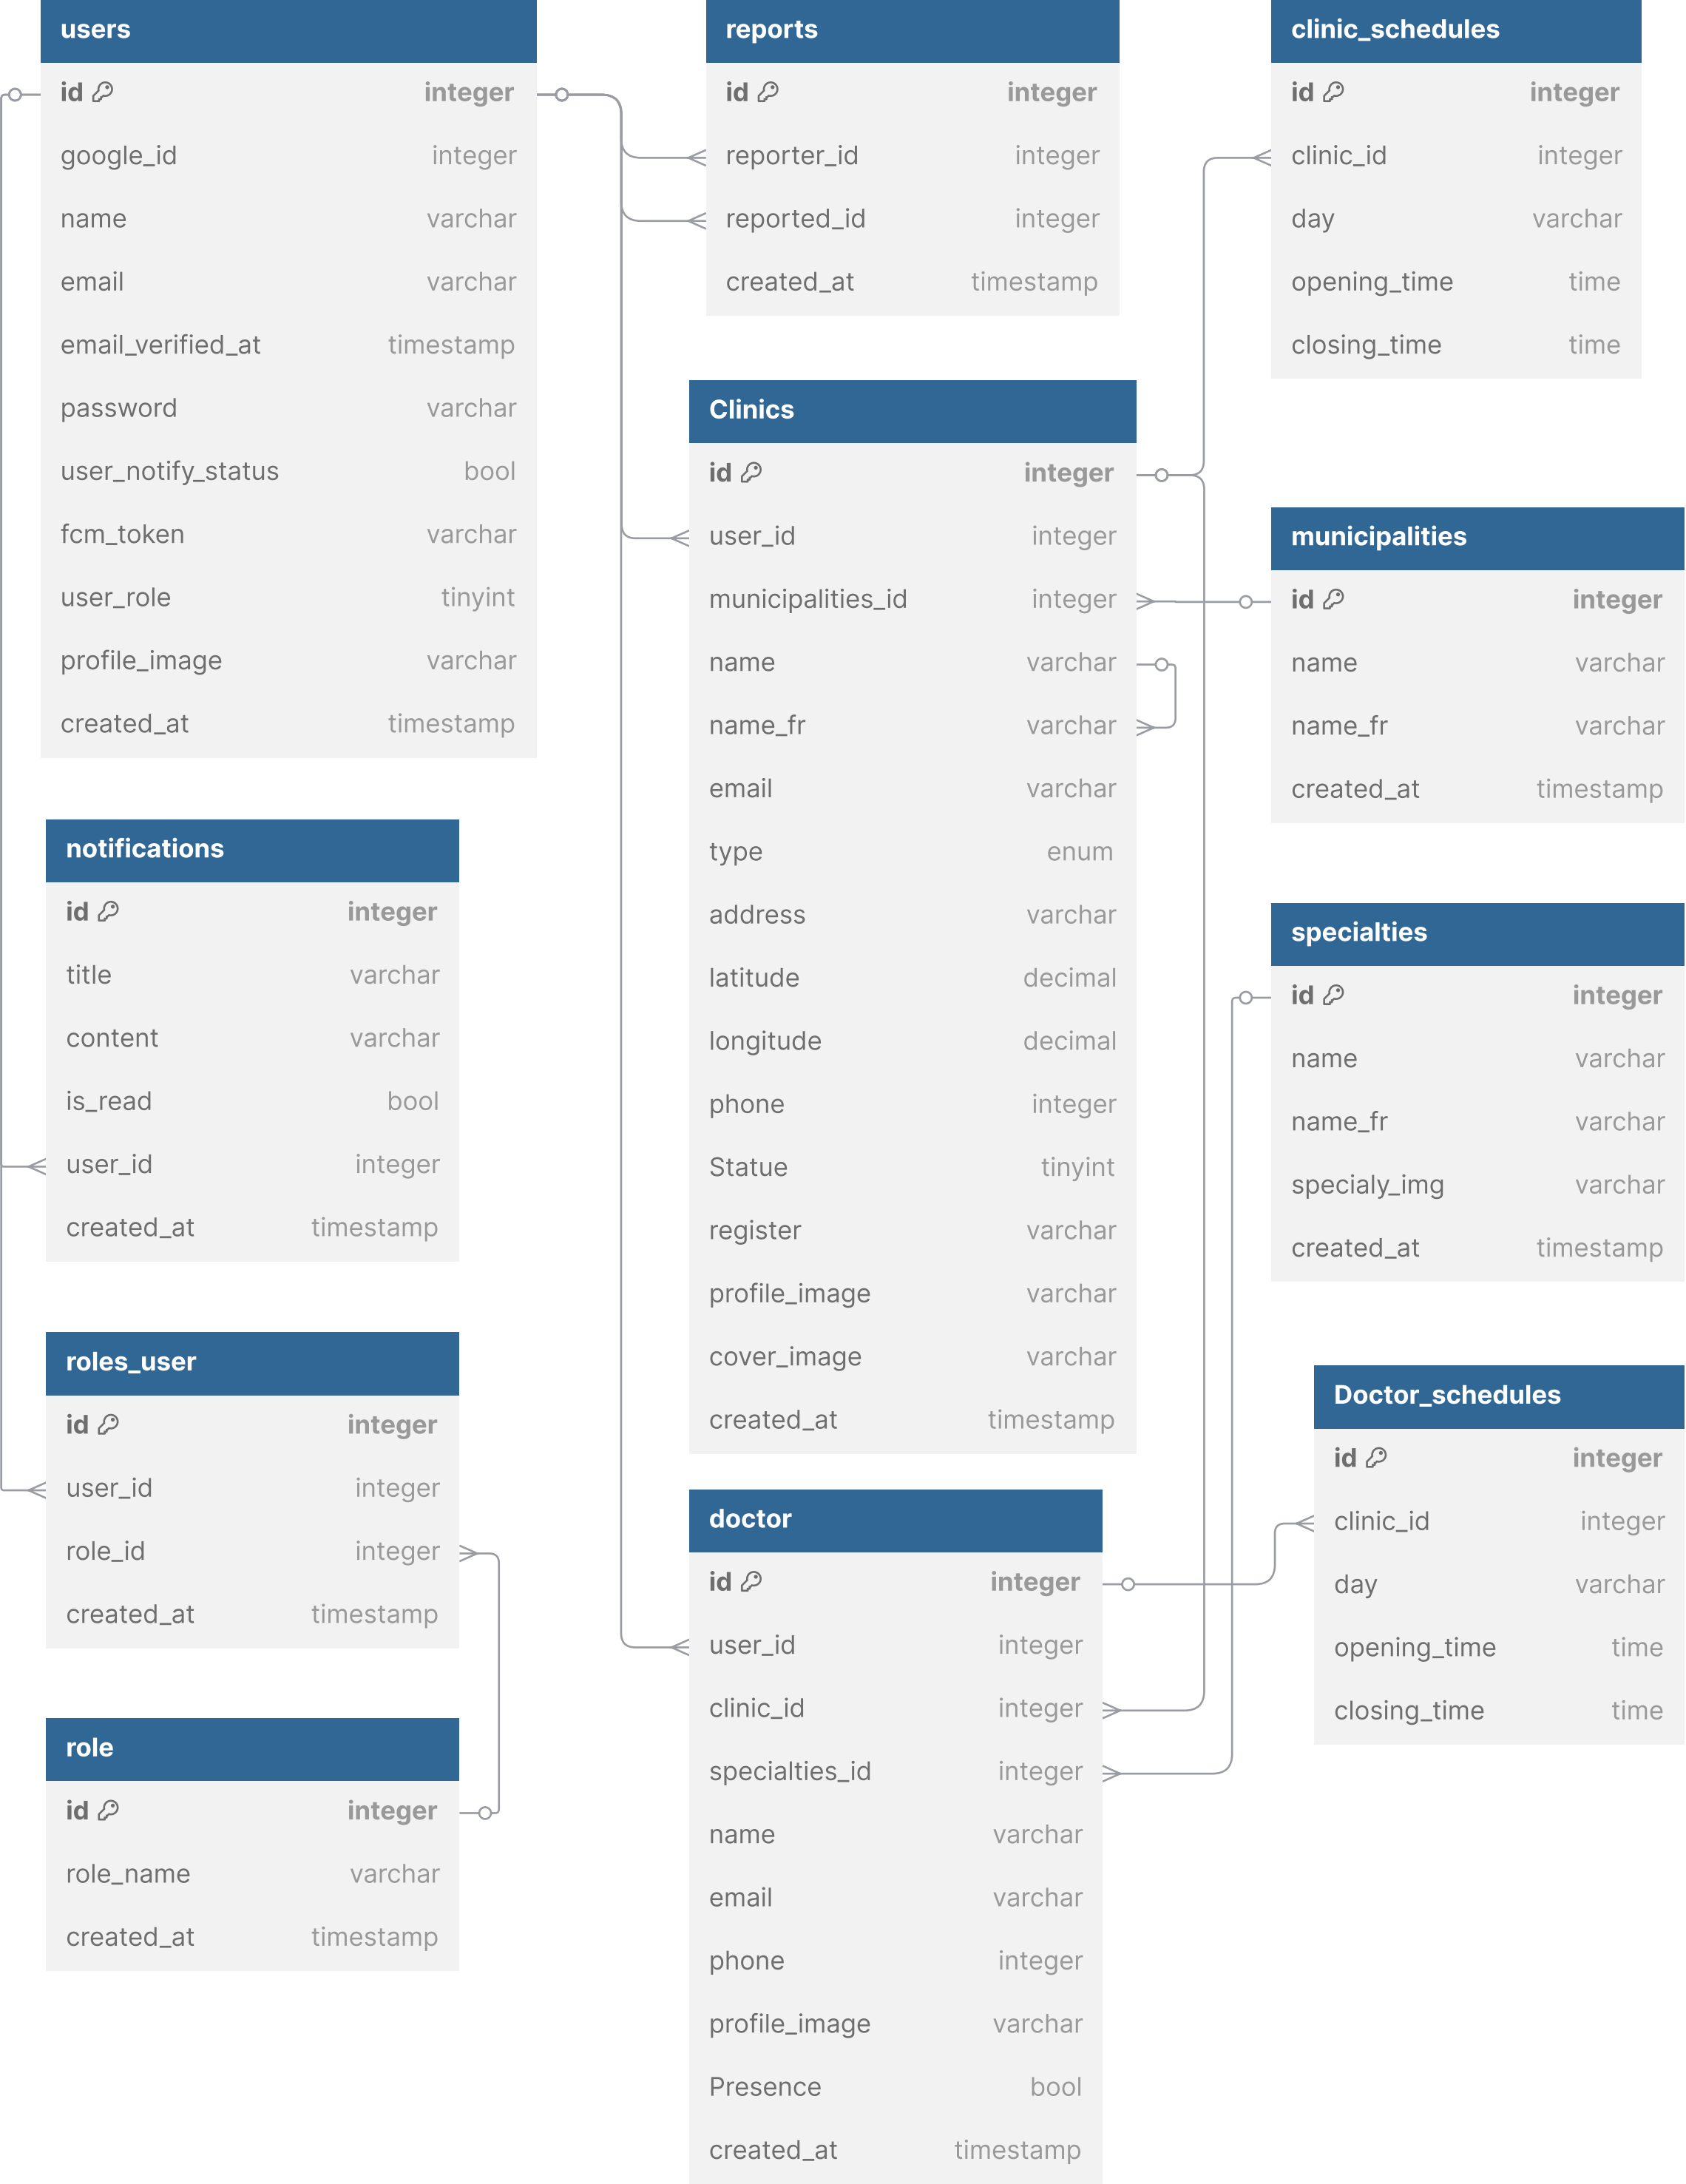 users
id integer
google_id integer
name varchar
email varchar
email_verified_at timestamp
password varchar
user_notify_status bool
fcm_token varchar
user_role tinyint
profile_image varchar
created_at timestamp
notifications
id integer
title varchar
content varchar
is_read bool
user_id integer
created_at timestamp
roles_user
id integer
user_id integer
role_id integer
created_at timestamp
role
id integer
role_name varchar
created_at timestamp
reports
id integer
reporter_id integer
reported_id integer
created_at timestamp
Clinics
id integer
user_id integer
municipalities_id integer
name varchar
name_fr varchar
email varchar
type enum
address varchar
latitude decimal
longitude decimal
phone integer
Statue tinyint
register varchar
profile_image varchar
cover_image varchar
created_at timestamp
doctor
id integer
user_id integer
clinic_id integer
specialties_id integer
name varchar
email varchar
phone integer
profile_image varchar
Presence bool
created_at timestamp
clinic_schedules
id integer
clinic_id integer
day varchar
opening_time time
closing_time time
municipalities
id integer
name varchar
name_fr varchar
created_at timestamp
specialties
id integer
name varchar
name_fr varchar
specialy_img varchar
created_at timestamp
Doctor_schedules
id integer
clinic_id integer
day varchar
opening_time time
closing_time time